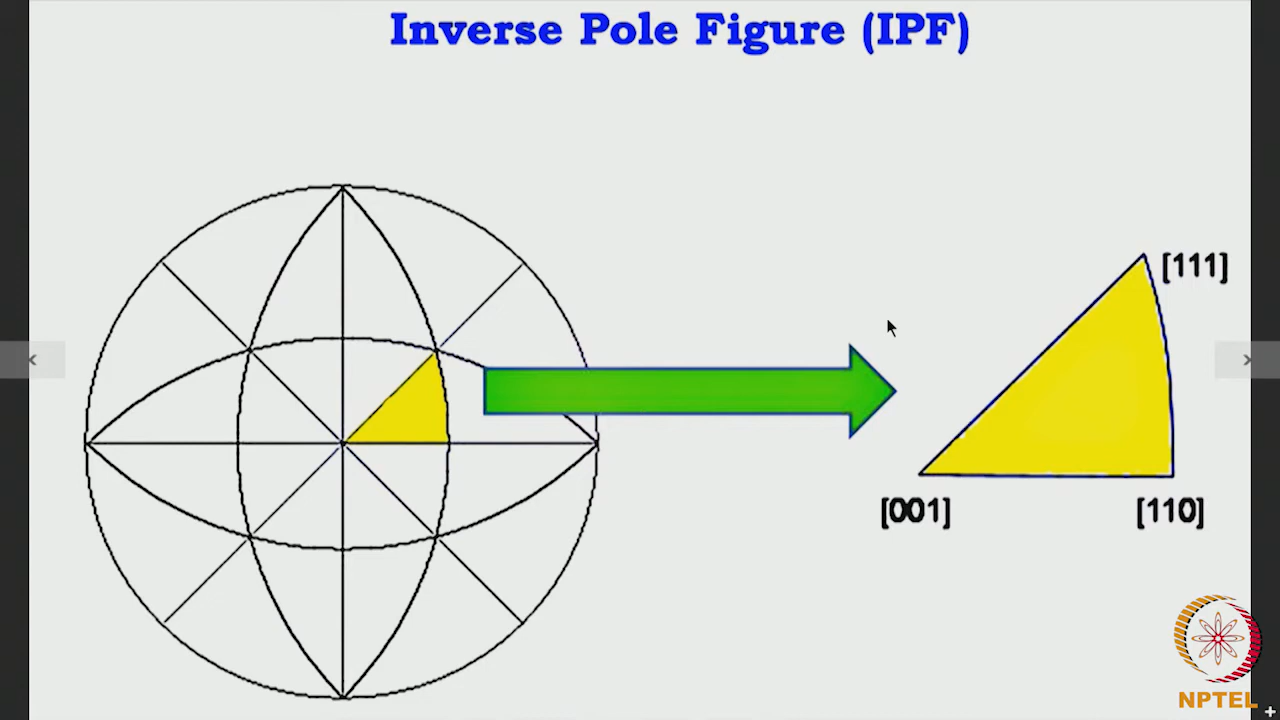 Inverse Pole Figure (IPF)
[111]
[001]
[110]
NPTEL